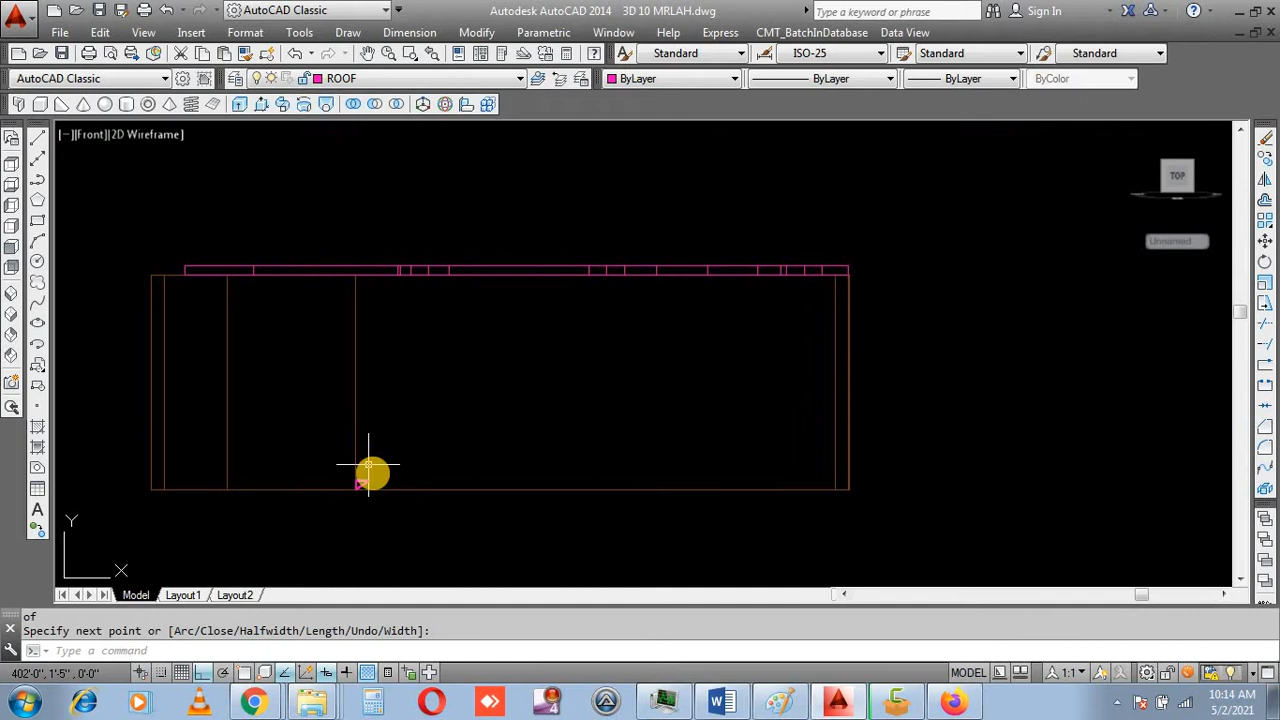 AutoCAD Classic
Autodesk AutoCAD 2014 3D 10 MRLAH.dwg
Type a keyword or phrase
Sign In
File Edit View Insert Format Tools Draw Dimension Modify Parametric Window Help Express CMT_BatchInDatabase Data View
Standard ISO-25 Standard Standard
AutoCAD Classic ROOF ByLayer ByLayer ByLayer ByColor
[−][Front][2D Wireframe]
TOP
Unnamed
Y
X
Model Layout1 Layout2
of
Specify next point or [Arc/Close/Halfwidth/Length/Undo/Width]:
Type a command
402'-0", 1'-5" , 0'-0" MODEL 1:1
10:14 AM
5/2/2021